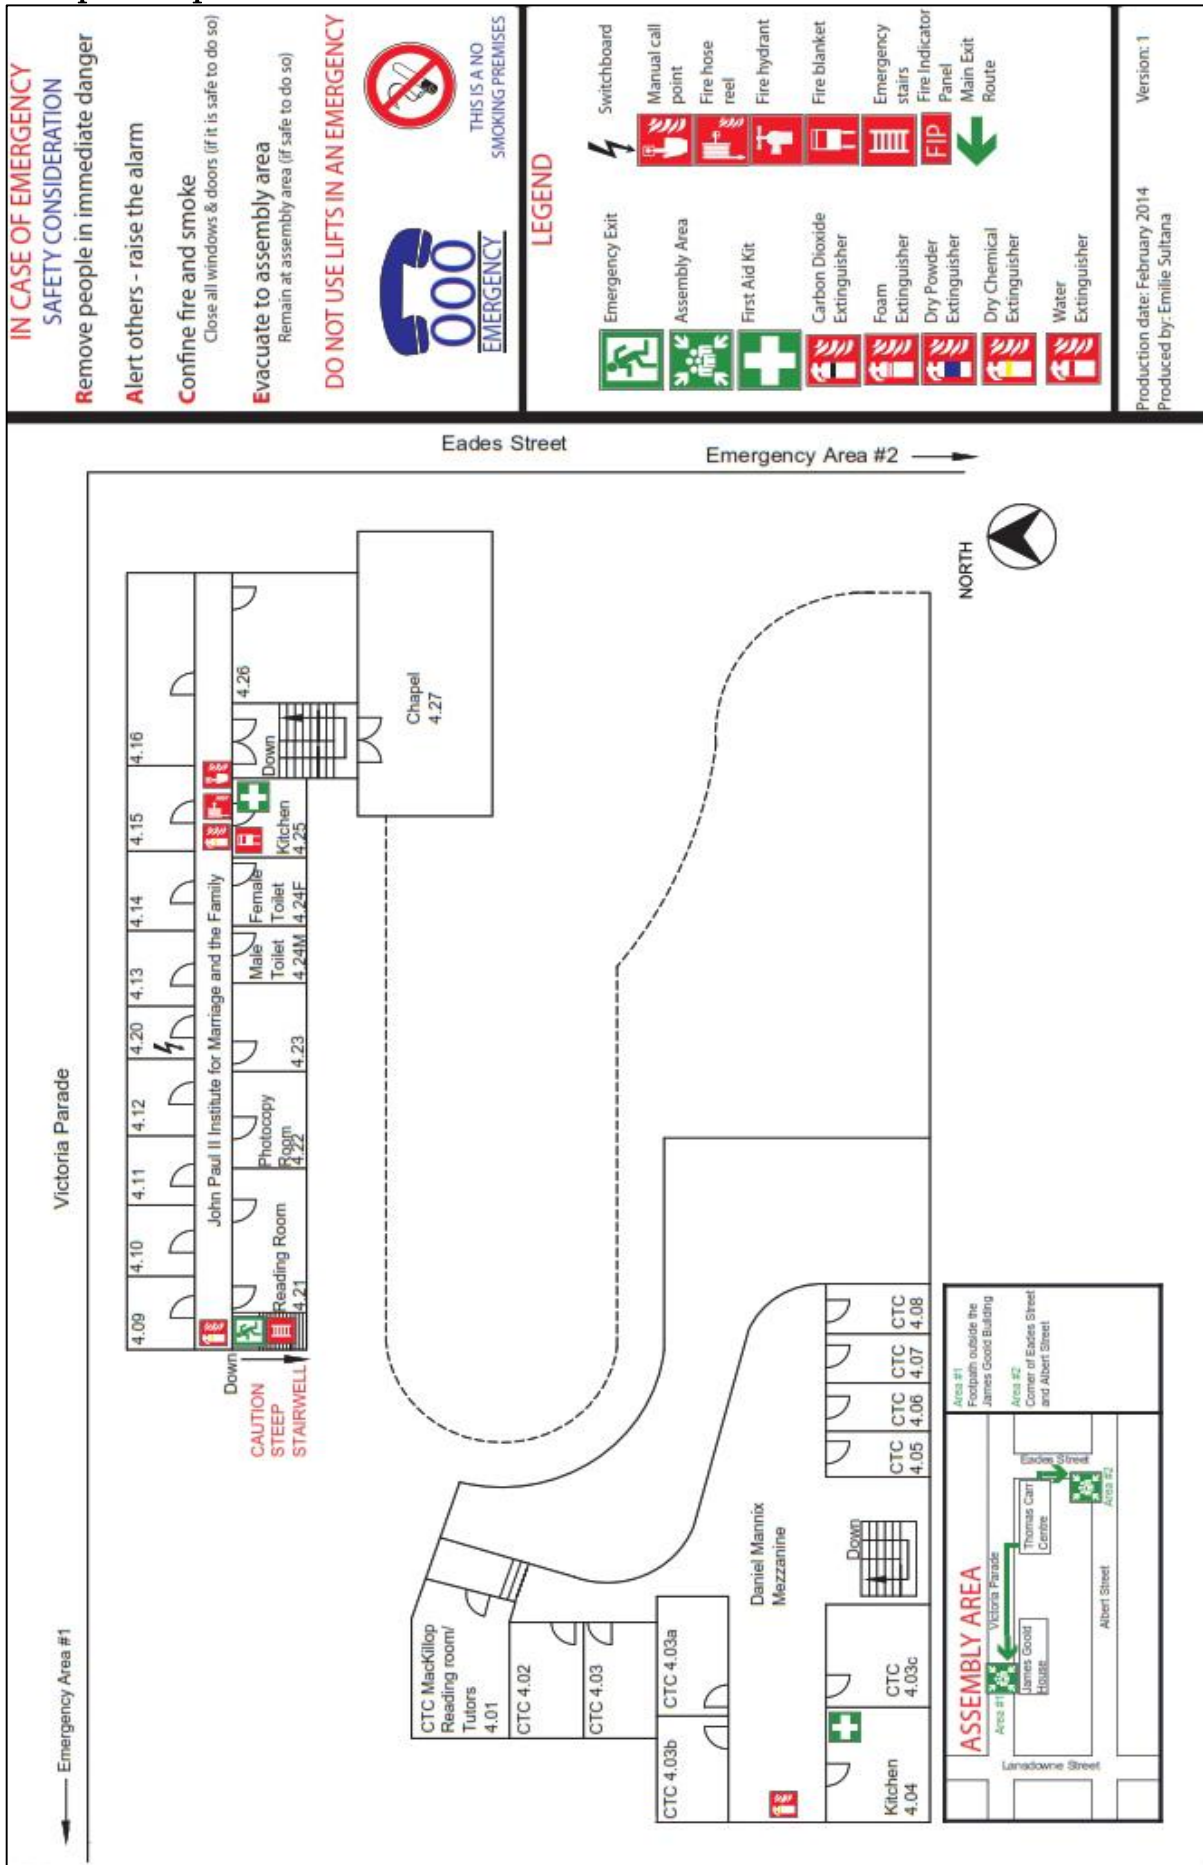 IN CASE OF EMERGENCY
SAFETY CONSIDERATION
Remove people in immediate danger
Alert others - raise the alarm
Confine fire and smoke
Close all windows & doors (if it is safe to do so)
Evacuate to assembly area
Remain at assembly area (if safe to do so)
DO NOT USE LIFTS IN AN EMERGENCY
000
EMERGENCY
THIS IS A NO
SMOKING PREMISES
LEGEND
Emergency Exit
Assembly Area
First Aid Kit
Carbon Dioxide
Extinguisher
Foam
Extinguisher
Dry Powder
Extinguisher
Dry Chemical
Extinguisher
Water
Extinguisher
Switchboard
Manual call
point
Fire hose
reel
Fire hydrant
Fire blanket
Emergency
stairs
FIP
Fire Indicator
Panel
Main Exit
Route
Production date: February 2014
Produced by: Emilie Sultana
Version: 1
Eades Street
Emergency Area #2
NORTH
Victoria Parade
Emergency Area #1
4.09
4.10
4.11
4.12
4.20
4.13
4.14
4.15
4.16
John Paul II Institute for Marriage and the Family
Down
CAUTION
STEEP
STAIRWELL
Reading Room
4.21
Photocopy
Room
4.22
4.23
Male
Toilet
4.24M
Female
Toilet
4.24F
Kitchen
4.25
Down
4.26
Chapel
4.27
CTC MacKillop
Reading room/
Tutors
4.01
CTC 4.02
CTC 4.03
CTC 4.03b
CTC 4.03a
Daniel Mannix
Mezzanine
Kitchen
4.04
CTC
4.03c
Down
CTC
4.05
CTC
4.06
CTC
4.07
CTC
4.08
ASSEMBLY AREA
Area #1
James Goold
House
Victoria Parade
Thomas Carr
Centre
Eades Street
Area #2
Albert Street
Lansdowne Street
Area #1
Footpath outside the
James Goold Building
Area #2
Corner of Eades Street
and Albert Street